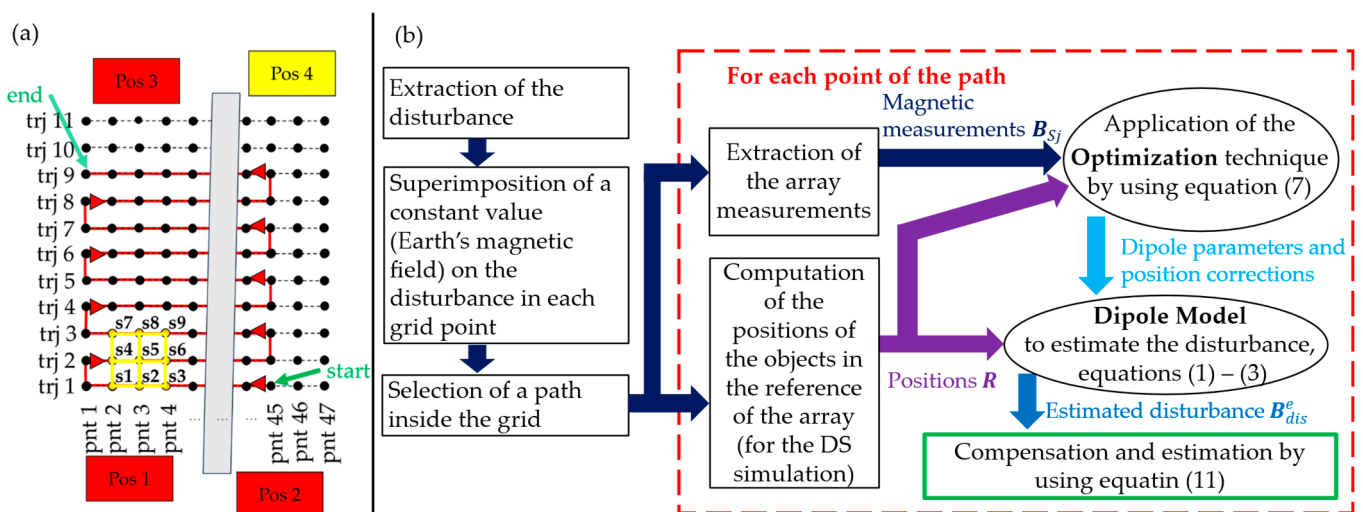 (a)
Pos 3
Pos 4
end
trj 11
trj 10
trj 9
trj 8
trj 7
trj 6
trj 5
trj 4
trj 3
trj 2
trj 1
s7 s8 s9
s4 s5 s6
s1 s2 s3
start
pnt 1
pnt 2
pnt 3
pnt 4
...
...
...
pnt 45
pnt 46
pnt 47
Pos 1
Pos 2
(b)
Extraction of the
disturbance
Superimposition of a
constant value
(Earth's magnetic
field) on the
disturbance in each
grid point
Selection of a path
inside the grid
For each point of the path
Extraction of
the array
measurements
Computation
of the
positions of
the objects in
the reference
of the array
(for the DS
simulation)
Magnetic
measurements B_{Sj}
Positions R
Application of the
Optimization technique
by using equation (7)
Dipole parameters and
position corrections
Dipole Model
to estimate the disturbance,
equations (1) – (3)
Estimated disturbance B^e_{dis}
Compensation and estimation by
using equatin (11)